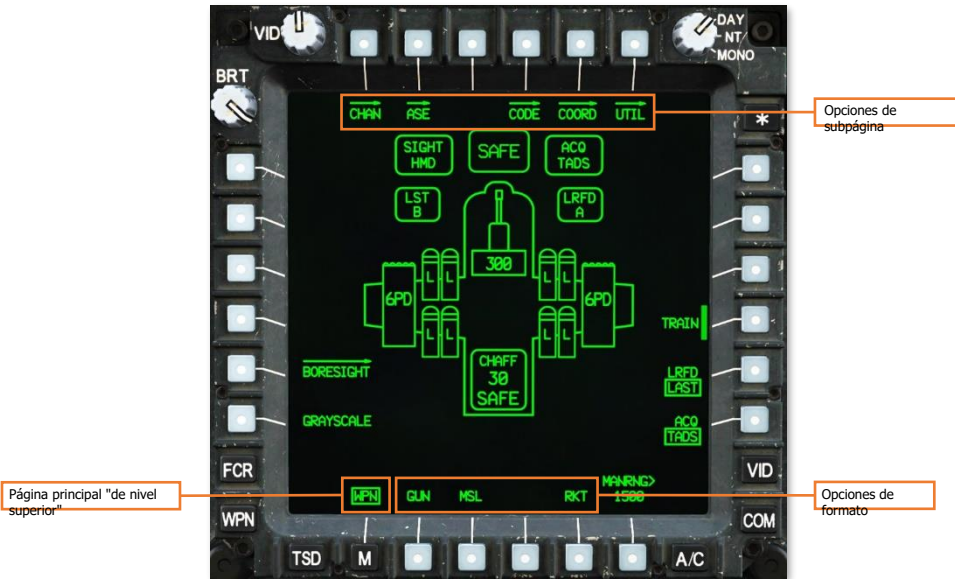 VID
DAY
NT
MONO
BRT
*
CHAN ASE CODE COORD UTIL
Opciones de
subpágina
SIGHT
HMD
SAFE
ACQ
TADS
LST
B
LRFD
A
300
L L L L
6PD 6PD
L L L L
TRAIN
CHAFF
30
SAFE
BORESIGHT
LRFD
LAST
GRAYSCALE
ACQ
TADS
FCR
VID
MANRNG>
1500
Página principal "de nivel
superior"
WPN GUN MSL RKT
Opciones de
formato
WPN
COM
TSD M A/C